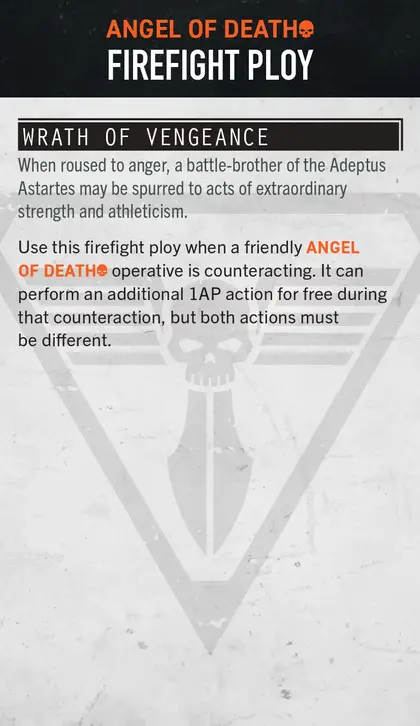 ANGEL OF DEATH
FIREFIGHT PLOY
WRATH OF VENGEANCE
When roused to anger, a battle-brother of the Adeptus
Astartes may be spurred to acts of extraordinary
strength and athleticism.
Use this firefight ploy when a friendly ANGEL
OF DEATH operative is counteracting. It can
perform an additional 1AP action for free during
that counteraction, but both actions must
be different.